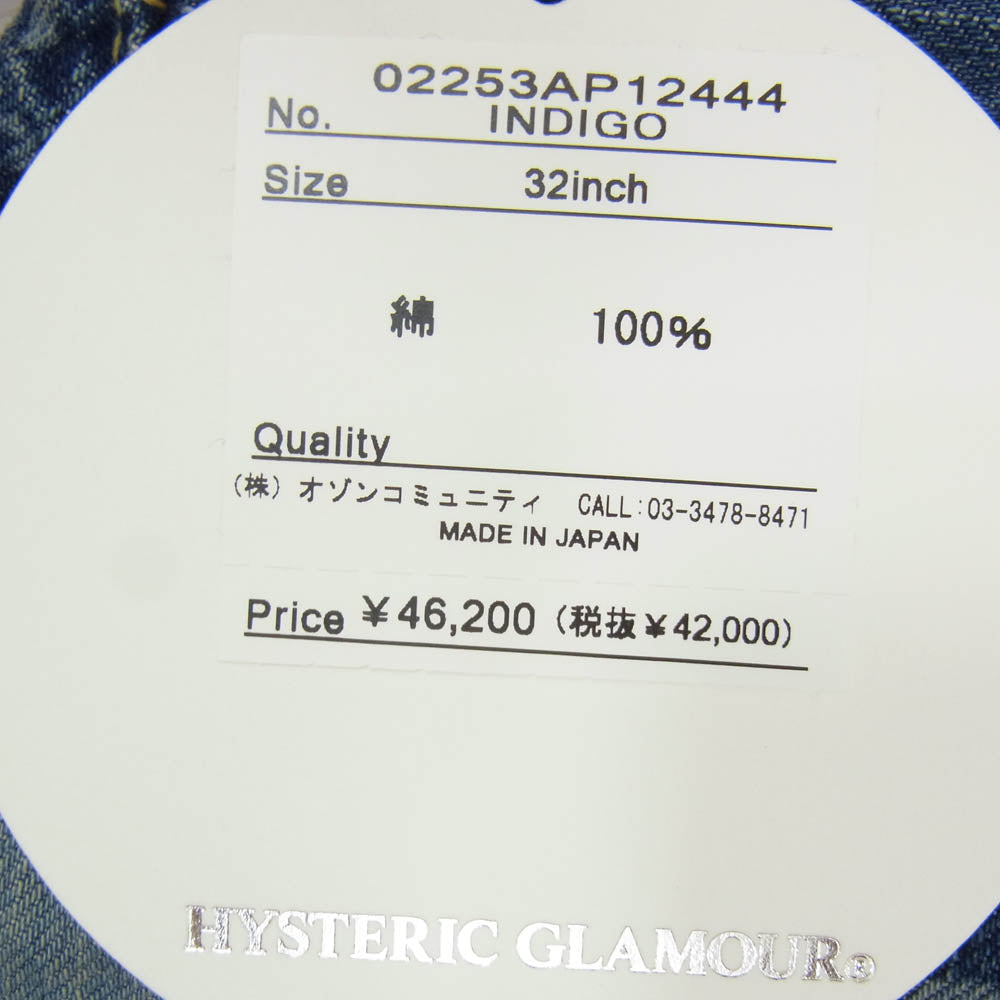 02253AP12444
No. INDIGO
Size 32inch
綿 100%
Quality
(株) オゾンコミュニティ CALL:03-3478-8471
MADE IN JAPAN
Price ¥46,200 (税抜¥42,000)
HYSTERIC GLAMOUR®